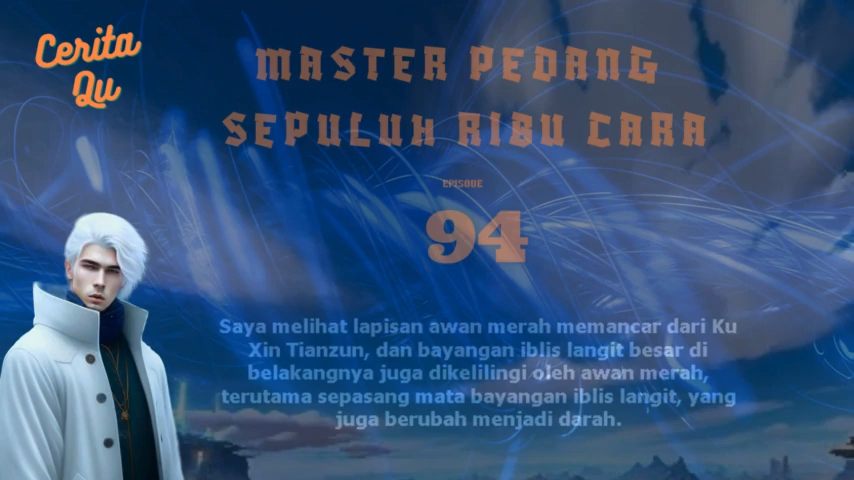 Cerita
Qu
MASTER PEDANG
SEPULUH RIBU CARA
EPISODE
94
Saya melihat lapisan awan merah memancar dari Ku
Xin Tianzun, dan bayangan iblis langit besar di
belakangnya juga dikelilingi oleh awan merah,
terutama sepasang mata bayangan iblis langit, yang
juga berubah menjadi darah.